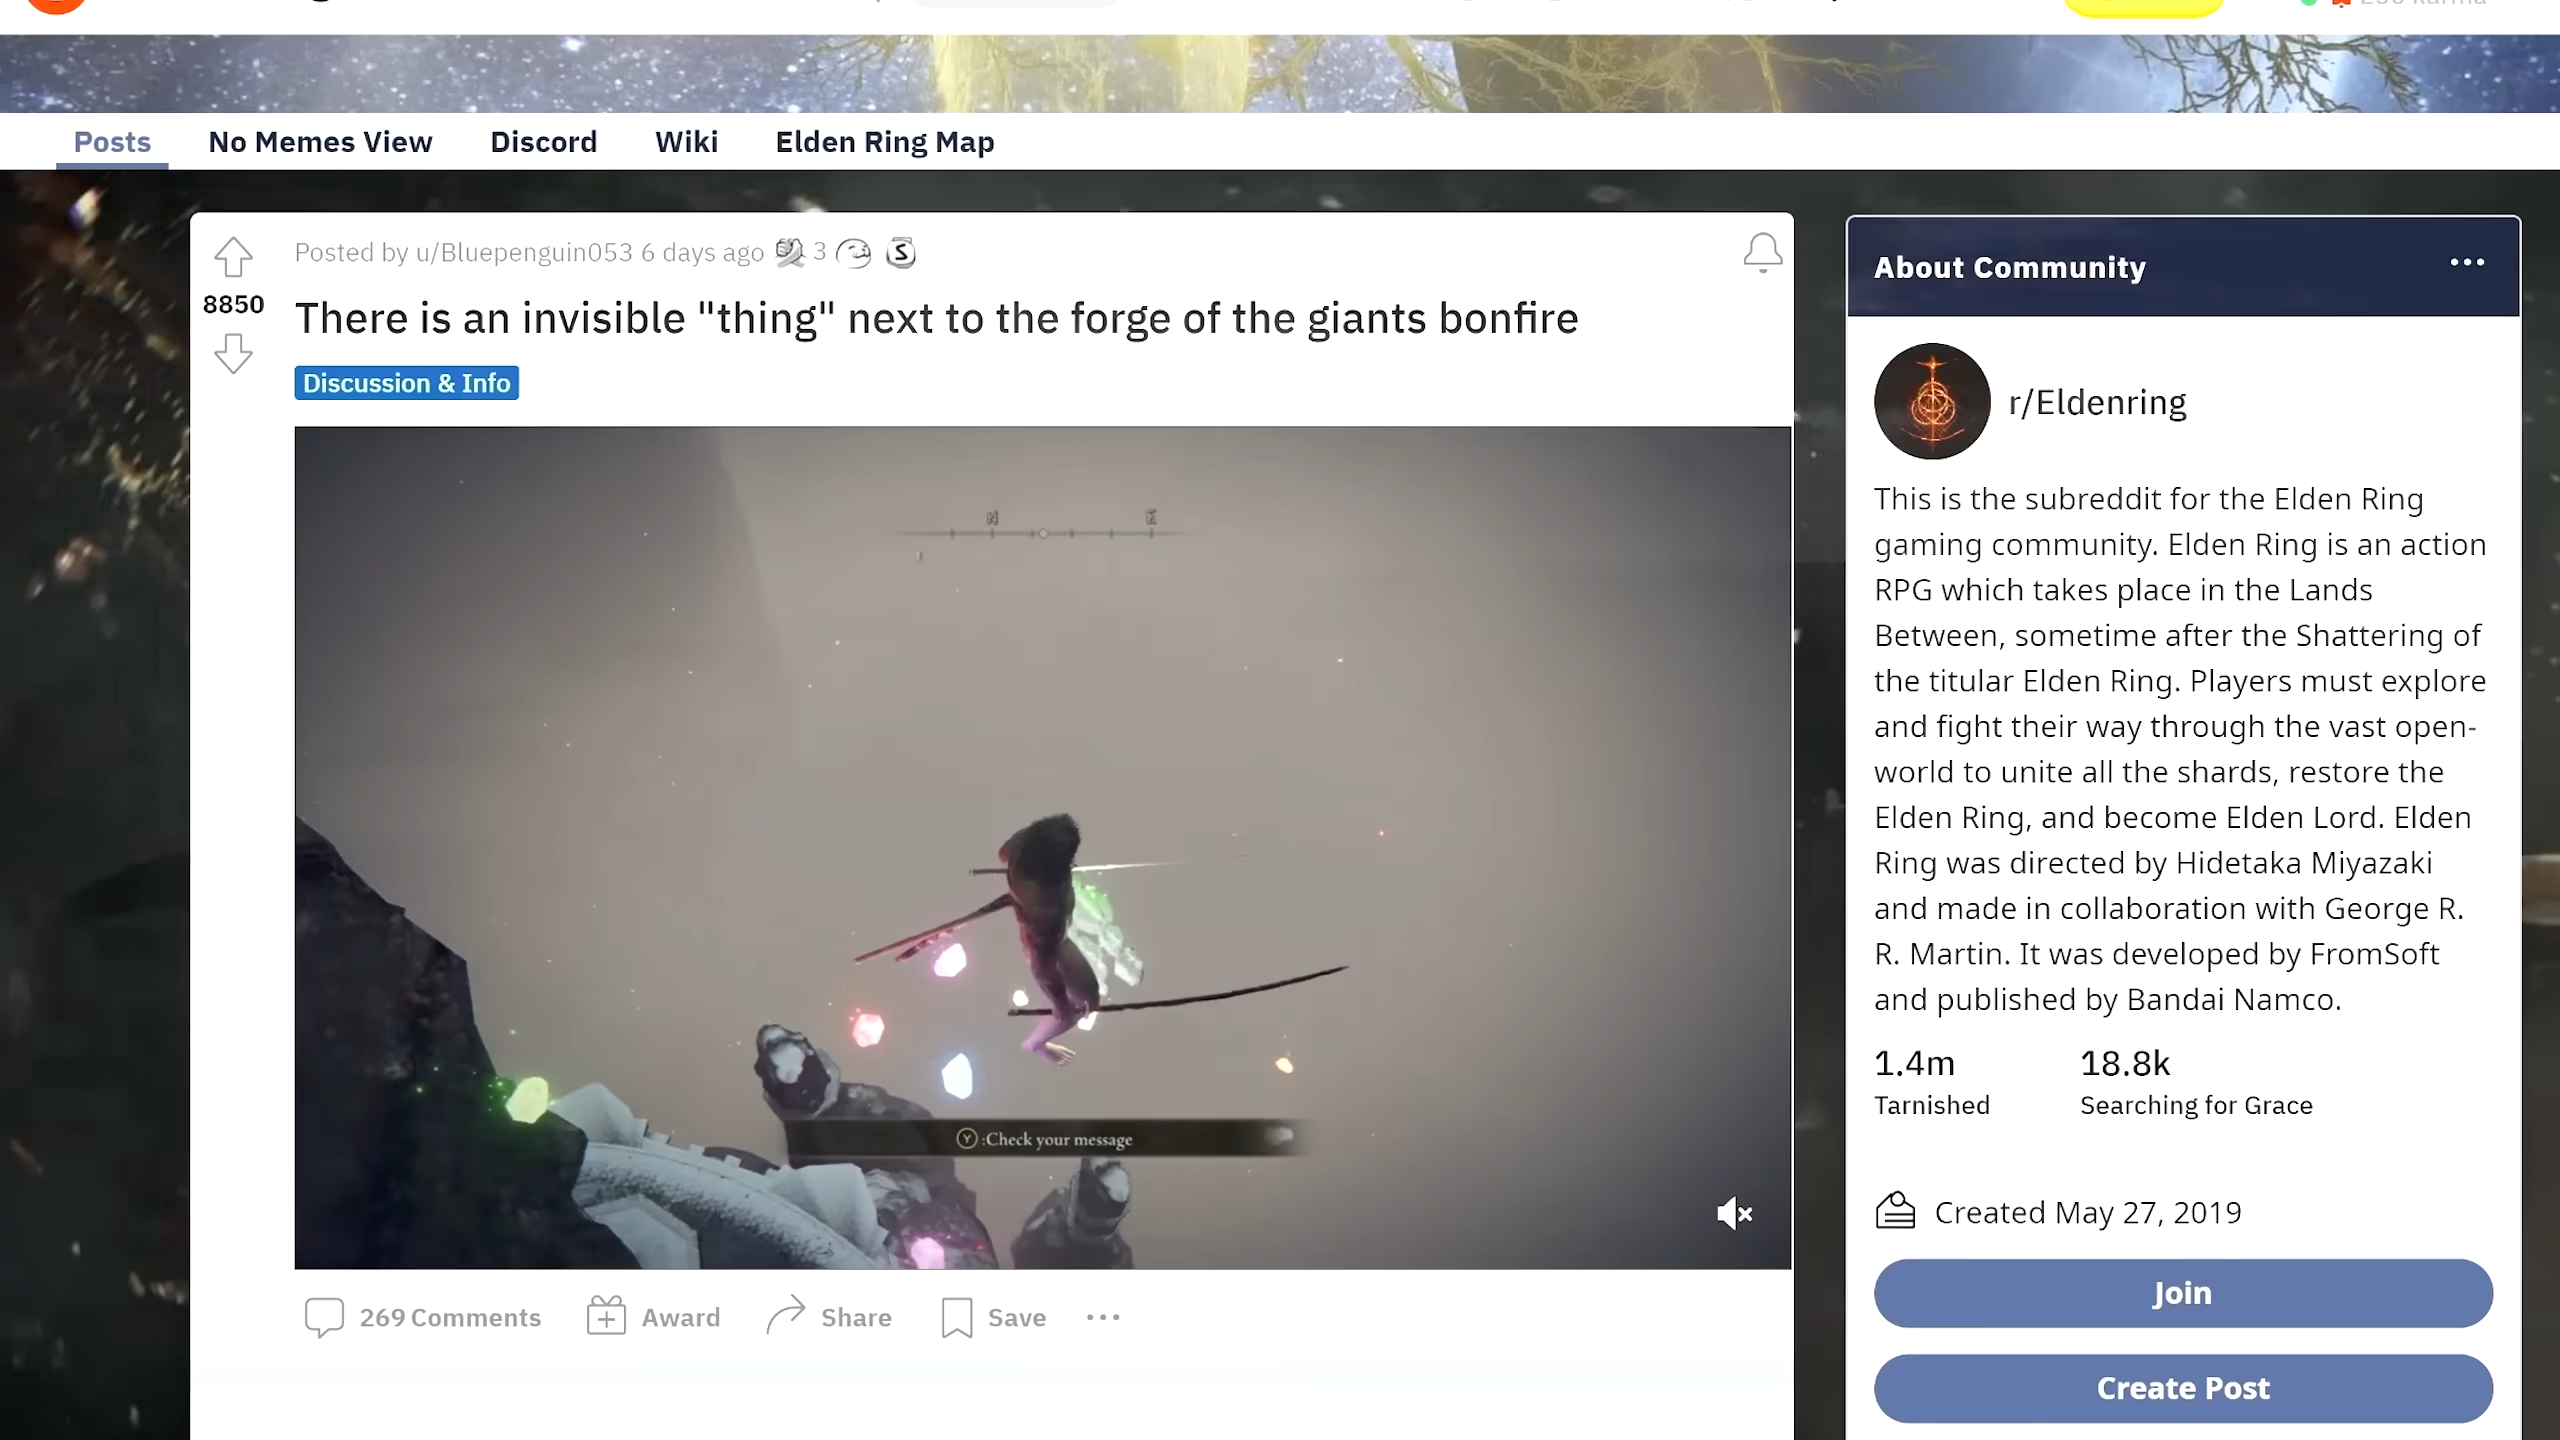 Posts
No Memes View
Discord
Wiki
Elden Ring Map
Posted by u/Bluepenguin053 6 days ago
3
S
8850
There is an invisible "thing" next to the forge of the giants bonfire
Discussion & Info
N
E
Y :Check your message
269 Comments
Award
Share
Save
About Community
r/Eldenring
This is the subreddit for the Elden Ring
gaming community. Elden Ring is an action
RPG which takes place in the Lands
Between, sometime after the Shattering of
the titular Elden Ring. Players must explore
and fight their way through the vast open-
world to unite all the shards, restore the
Elden Ring, and become Elden Lord. Elden
Ring was directed by Hidetaka Miyazaki
and made in collaboration with George R.
R. Martin. It was developed by FromSoft
and published by Bandai Namco.
1.4m
18.8k
Tarnished
Searching for Grace
Created May 27, 2019
Join
Create Post